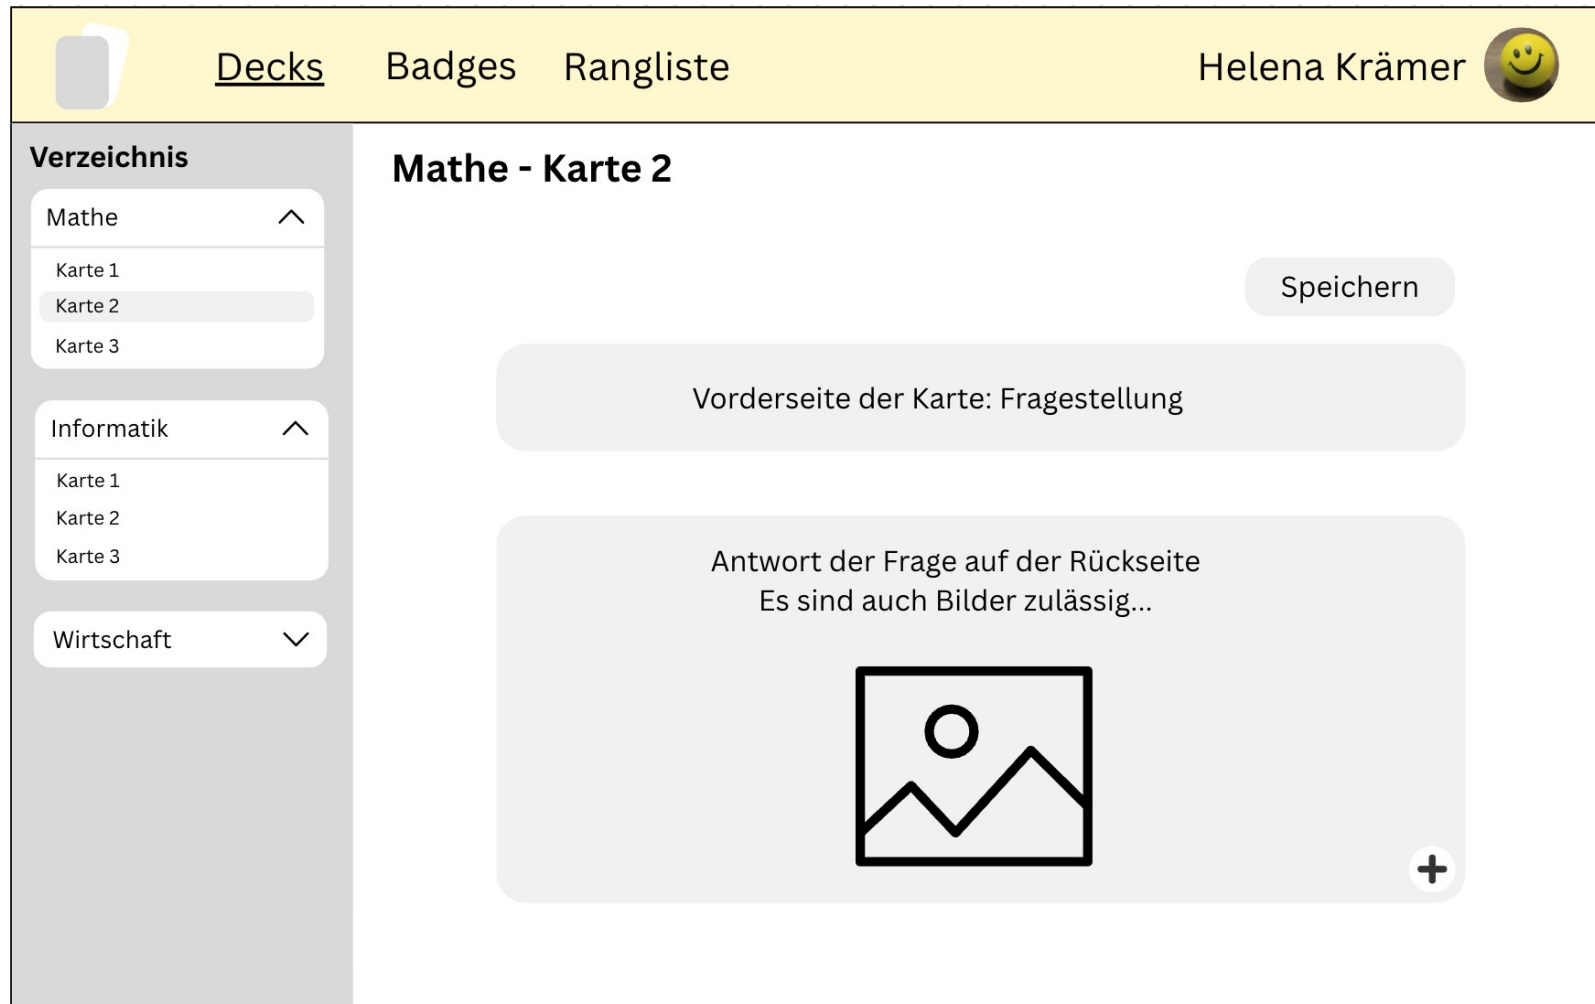 Decks Badges Rangliste Helena Krämer
Verzeichnis
Mathe
Karte 1
Karte 2
Karte 3
Informatik
Karte 1
Karte 2
Karte 3
Wirtschaft
Mathe - Karte 2
Speichern
Vorderseite der Karte: Fragestellung
Antwort der Frage auf der Rückseite
Es sind auch Bilder zulässig...